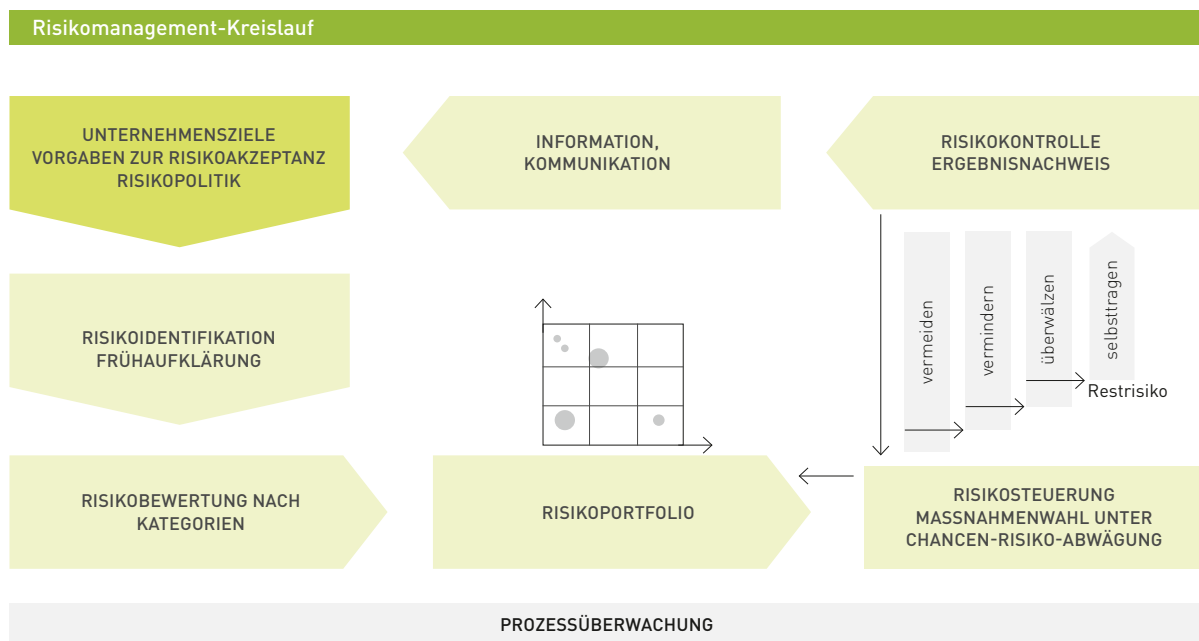 Risikomanagement-Kreislauf
UNTERNEHMENSZIELE
VORGABEN ZUR RISIKOAKZEPTANZ
RISIKOPOLITIK
INFORMATION,
KOMMUNIKATION
RISIKOKONTROLLE
ERGEBNISNACHWEIS
RISIKOIDENTIFIKATION
FRÜHAUFKLÄRUNG
vermeiden
vermindern
überwälzen
selbsttragen
Restrisiko
RISIKOBEWERTUNG NACH
KATEGORIEN
RISIKOPORTFOLIO
RISIKOSTEUERUNG
MASSNAHMENWAHL UNTER
CHANCEN-RISIKO-ABWÄGUNG
PROZESSÜBERWACHUNG